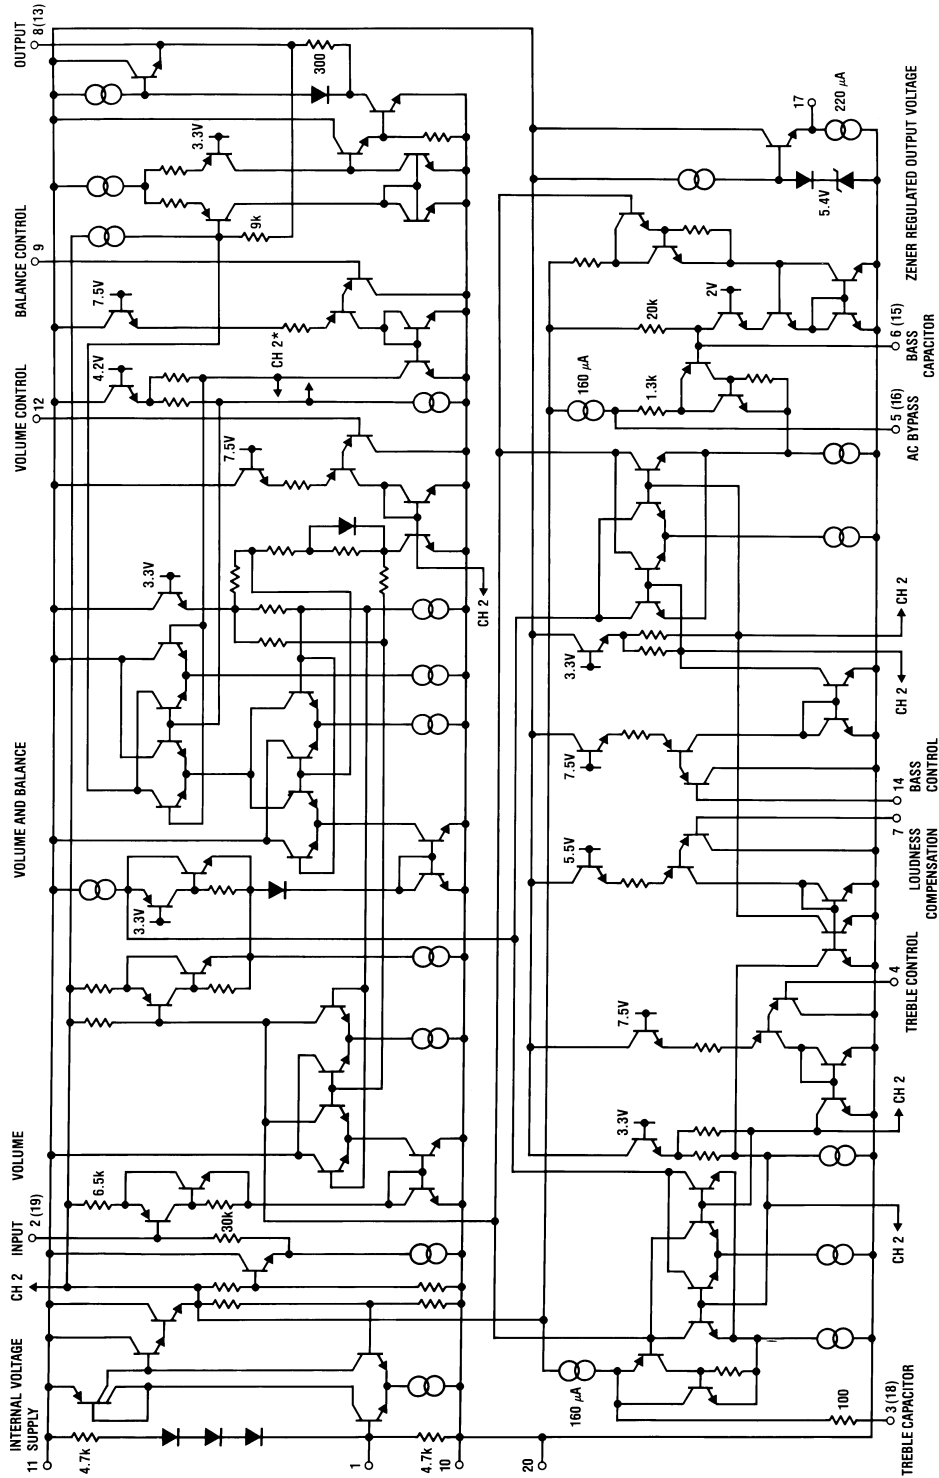 INTERNAL VOLTAGE
SUPPLY
11
CH 2
INPUT
2 (19)
VOLUME
VOLUME AND BALANCE
VOLUME CONTROL
12
BALANCE CONTROL
9
OUTPUT
8(13)
4.7k
6.5k
30k
3.3V
3.3V
7.5V
4.2V
7.5V
CH 2*
9k
3.3V
300
1
4.7k
10
CH 2
20
160 µA
3.3V
7.5V
5.5V
7.5V
3.3V
160 µA
1.3k
20k
2V
5.4V
17
220 µA
100
3 (18)
TREBLE CAPACITOR
CH 2
CH 2
4
TREBLE CONTROL
7
LOUDNESS
COMPENSATION
14
BASS
CONTROL
CH 2
CH 2
5 (16)
AC BYPASS
6 (15)
BASS
CAPACITOR
ZENER REGULATED OUTPUT VOLTAGE